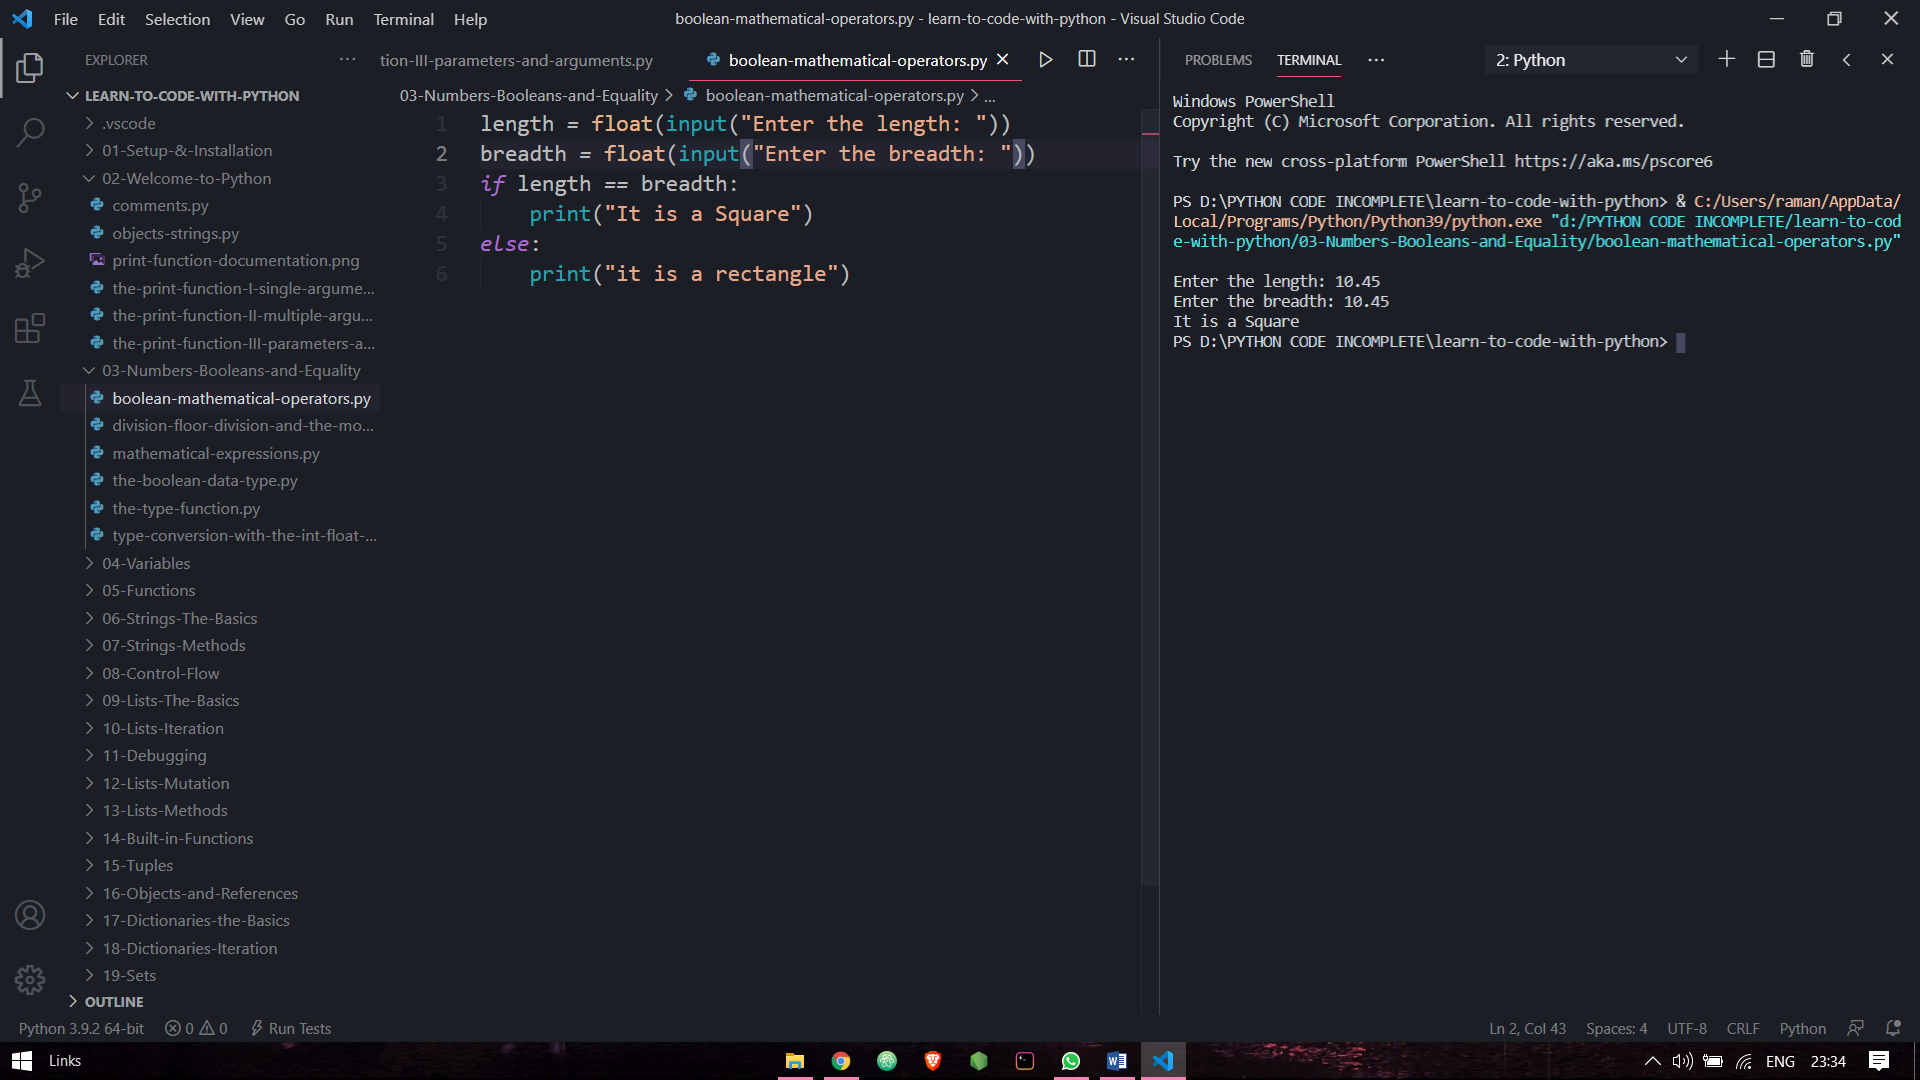 File Edit Selection View Go Run Terminal Help
boolean-mathematical-operators.py - learn-to-code-with-python - Visual Studio Code
EXPLORER
LEARN-TO-CODE-WITH-PYTHON
.vscode
01-Setup-&-Installation
02-Welcome-to-Python
comments.py
objects-strings.py
print-function-documentation.png
the-print-function-I-single-argume...
the-print-function-II-multiple-argu...
the-print-function-III-parameters-a...
03-Numbers-Booleans-and-Equality
boolean-mathematical-operators.py
division-floor-division-and-the-mo...
mathematical-expressions.py
the-boolean-data-type.py
the-type-function.py
type-conversion-with-the-int-float-...
04-Variables
05-Functions
06-Strings-The-Basics
07-Strings-Methods
08-Control-Flow
09-Lists-The-Basics
10-Lists-Iteration
11-Debugging
12-Lists-Mutation
13-Lists-Methods
14-Built-in-Functions
15-Tuples
16-Objects-and-References
17-Dictionaries-the-Basics
18-Dictionaries-Iteration
19-Sets
OUTLINE
tion-III-parameters-and-arguments.py
boolean-mathematical-operators.py
03-Numbers-Booleans-and-Equality > boolean-mathematical-operators.py > ...
1 length = float(input("Enter the length: "))
2 breadth = float(input("Enter the breadth: "))
3 if length == breadth:
4     print("It is a Square")
5 else:
6     print("it is a rectangle")
PROBLEMS TERMINAL
2: Python
Windows PowerShell
Copyright (C) Microsoft Corporation. All rights reserved.
Try the new cross-platform PowerShell https://aka.ms/pscore6
PS D:\PYTHON CODE INCOMPLETE\learn-to-code-with-python> & C:/Users/raman/AppData/
Local/Programs/Python/Python39/python.exe "d:/PYTHON CODE INCOMPLETE/learn-to-cod
e-with-python/03-Numbers-Booleans-and-Equality/boolean-mathematical-operators.py"
Enter the length: 10.45
Enter the breadth: 10.45
It is a Square
PS D:\PYTHON CODE INCOMPLETE\learn-to-code-with-python>
Python 3.9.2 64-bit 0 0 Run Tests
Ln 2, Col 43 Spaces: 4 UTF-8 CRLF Python
Links
ENG 23:34